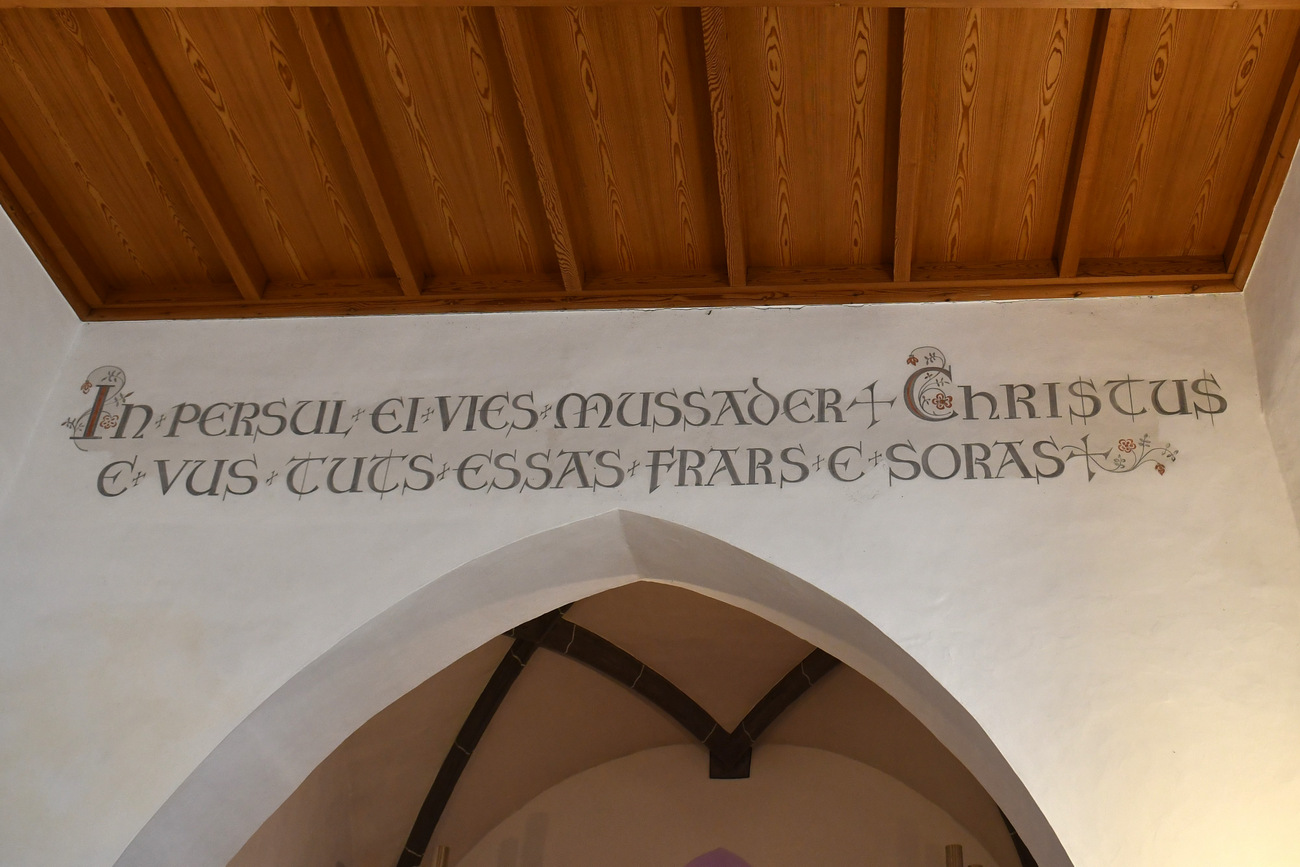 In + PERSUL + EI + VIES + MUSSADER + CHRISTUS
E + VUS + TUTS + ESSAS + FRARS + E + SORAS +